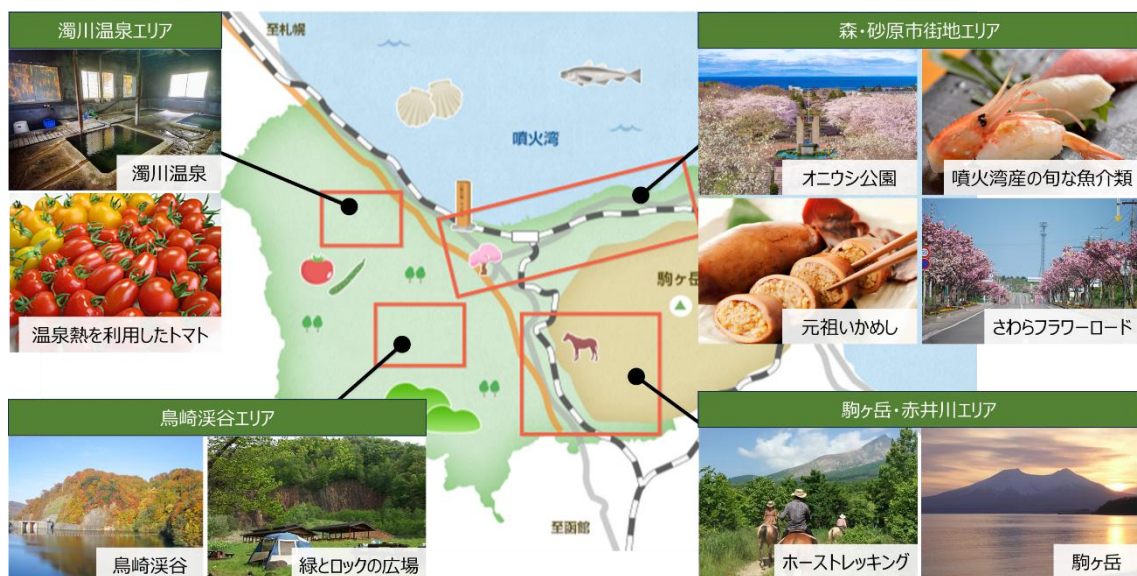 濁川温泉エリア
濁川温泉
温泉熱を利用したトマト
至札幌
噴火湾
駒ヶ岳
至函館
森・砂原市街地エリア
オニウシ公園
噴火湾産の旬な魚介類
元祖いかめし
さわらフラワーロード
鳥崎渓谷エリア
鳥崎渓谷
緑とロックの広場
駒ヶ岳・赤井川エリア
ホーストレッキング
駒ヶ岳